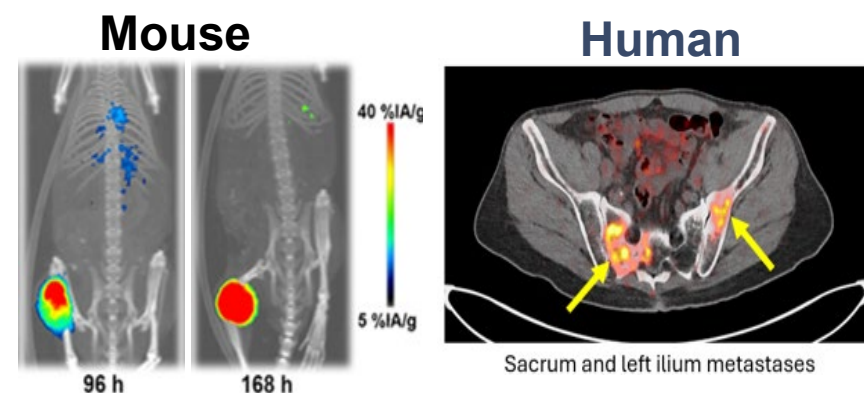 Mouse
Human
40 %IA/g
5 %IA/g
96 h
168 h
Sacrum and left ilium metastases